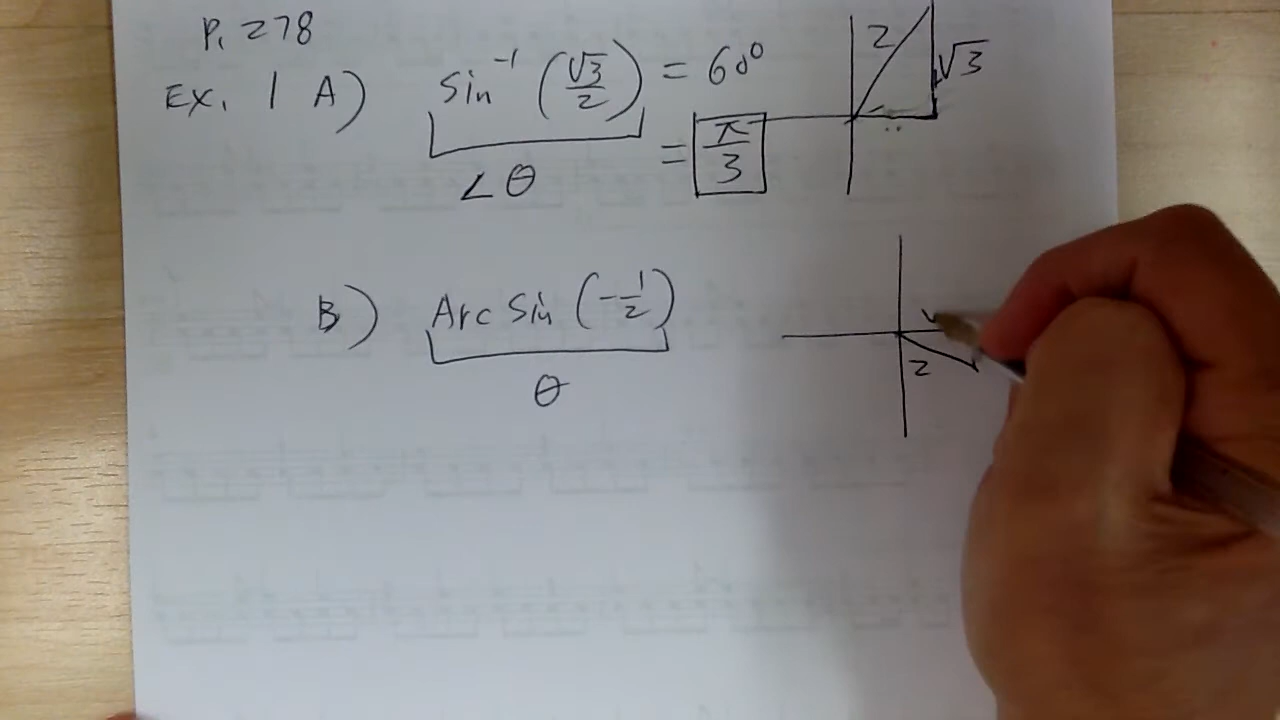 P. 278
Ex. 1 A) Sin⁻¹ (√3/2) = 60°
= π/3
∠θ
2
√3
B) Arc Sin (-1/2)
θ
2